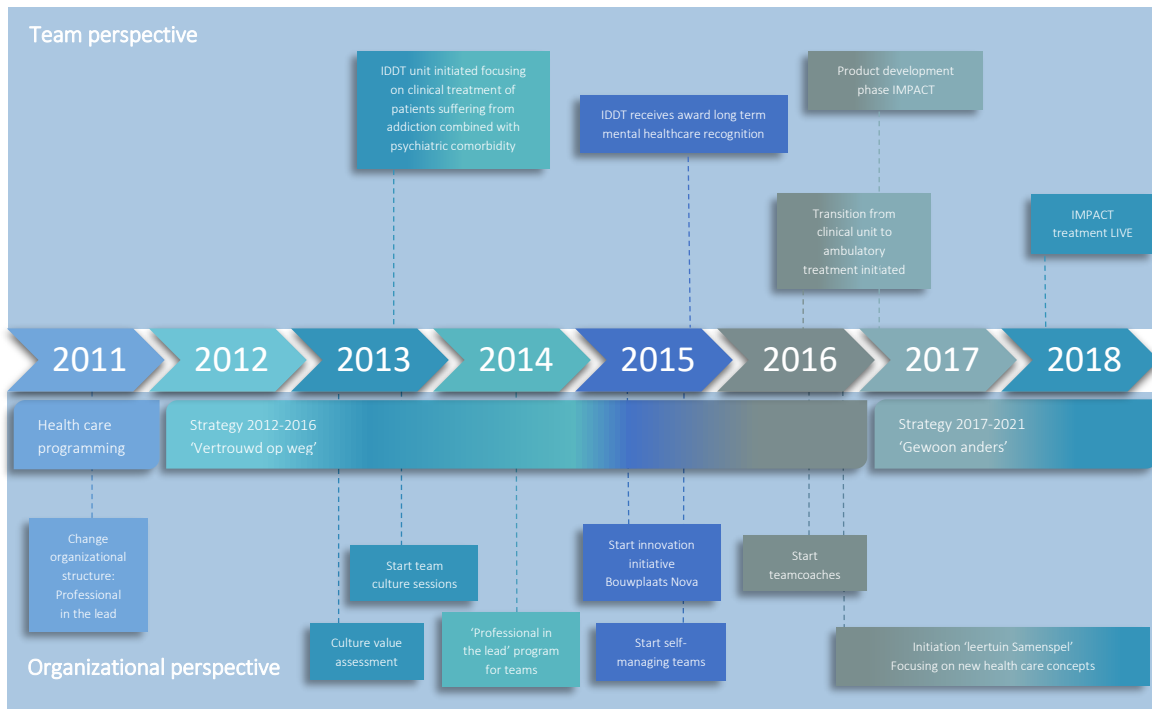 Team perspective
IDDT unit initiated focusing
on clinical treatment of
patients suffering from
addiction combined with
psychiatric comorbidity
IDDT receives award long term
mental healthcare recognition
Product development
phase IMPACT
Transition from
clinical unit to
ambulatory
treatment initiated
IMPACT
treatment LIVE
2011
2012
2013
2014
2015
2016
2017
2018
Health care
programming
Strategy 2012-2016
‘Vertrouwd op weg’
Strategy 2017-2021
‘Gewoon anders’
Change
organizational
structure:
Professional
in the lead
Start team
culture sessions
Culture value
assessment
‘Professional in
the lead’ program
for teams
Start innovation
initiative
Bouwplaats Nova
Start self-
managing teams
Start
teamcoaches
Initiation ‘leertuin Samenspel’
Focusing on new health care concepts
Organizational perspective